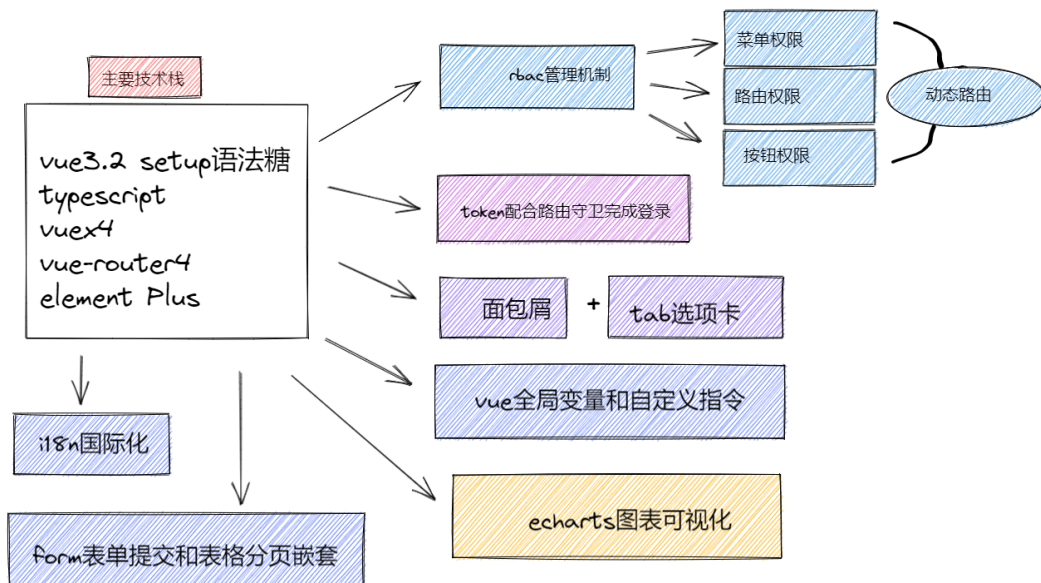 主要技术栈
vue3.2 setup语法糖
typescript
vuex4
vue-router4
element Plus
rbac管理机制
菜单权限
路由权限
按钮权限
动态路由
token配合路由守卫完成登录
面包屑
+
tab选项卡
vue全局变量和自定义指令
i18n国际化
echarts图表可视化
form表单提交和表格分页嵌套